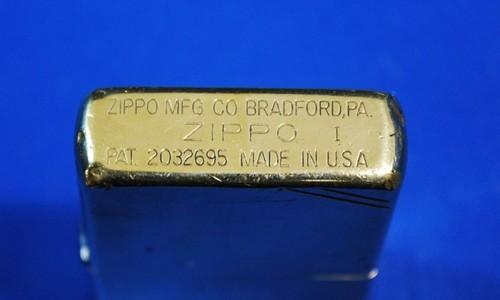 ZIPPO MFG CO. BRADFORD, PA.
ZIPPO I
PAT. 2032695 MADE IN U.S.A